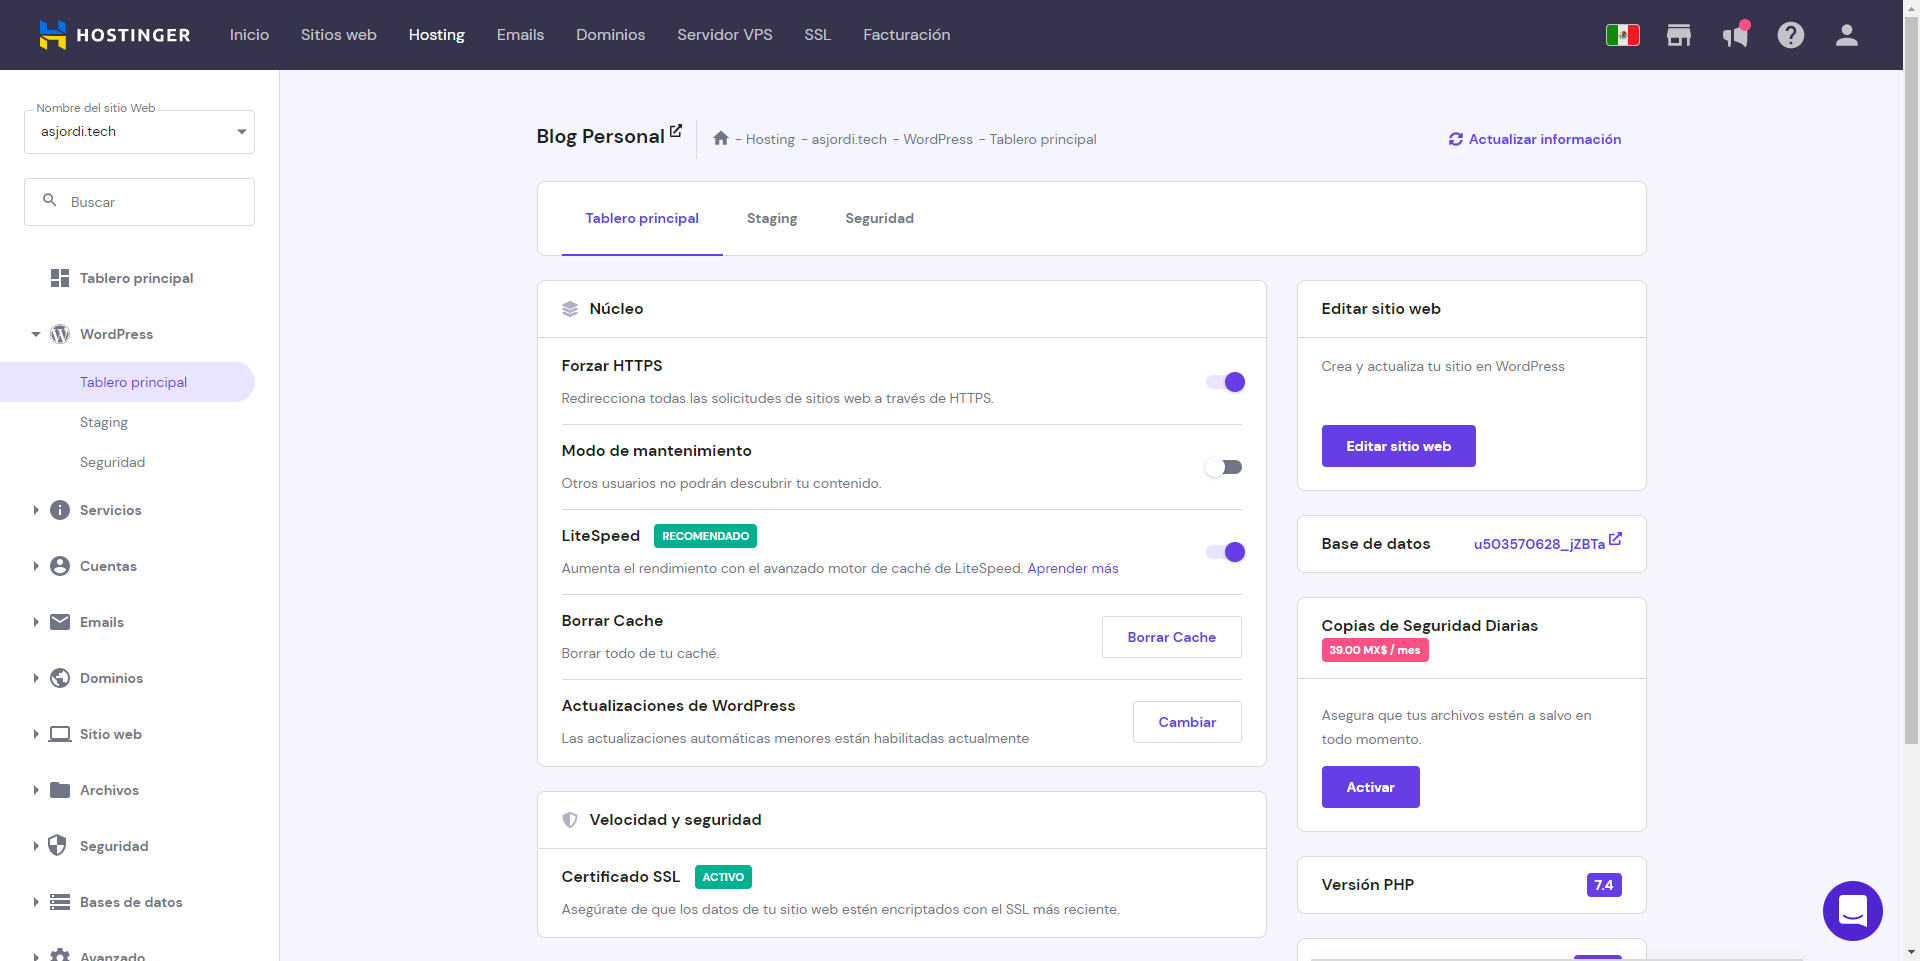 HOSTINGER
Inicio
Sitios web
Hosting
Emails
Dominios
Servidor VPS
SSL
Facturación
Nombre del sitio Web
asjordi.tech
Buscar
Tablero principal
WordPress
Tablero principal
Staging
Seguridad
Servicios
Cuentas
Emails
Dominios
Sitio web
Archivos
Seguridad
Bases de datos
Avanzado
Blog Personal
- Hosting - asjordi.tech - WordPress - Tablero principal
Actualizar información
Tablero principal
Staging
Seguridad
Núcleo
Forzar HTTPS
Redirecciona todas las solicitudes de sitios web a través de HTTPS.
Modo de mantenimiento
Otros usuarios no podrán descubrir tu contenido.
LiteSpeed RECOMENDADO
Aumenta el rendimiento con el avanzado motor de caché de LiteSpeed. Aprender más
Borrar Cache
Borrar todo de tu caché.
Borrar Cache
Actualizaciones de WordPress
Las actualizaciones automáticas menores están habilitadas actualmente
Cambiar
Velocidad y seguridad
Certificado SSL ACTIVO
Asegúrate de que los datos de tu sitio web estén encriptados con el SSL más reciente.
Editar sitio web
Crea y actualiza tu sitio en WordPress
Editar sitio web
Base de datos u503570628_jZBTa
Copias de Seguridad Diarias
39.00 MX$ / mes
Asegura que tus archivos estén a salvo en
todo momento.
Activar
Versión PHP 7.4